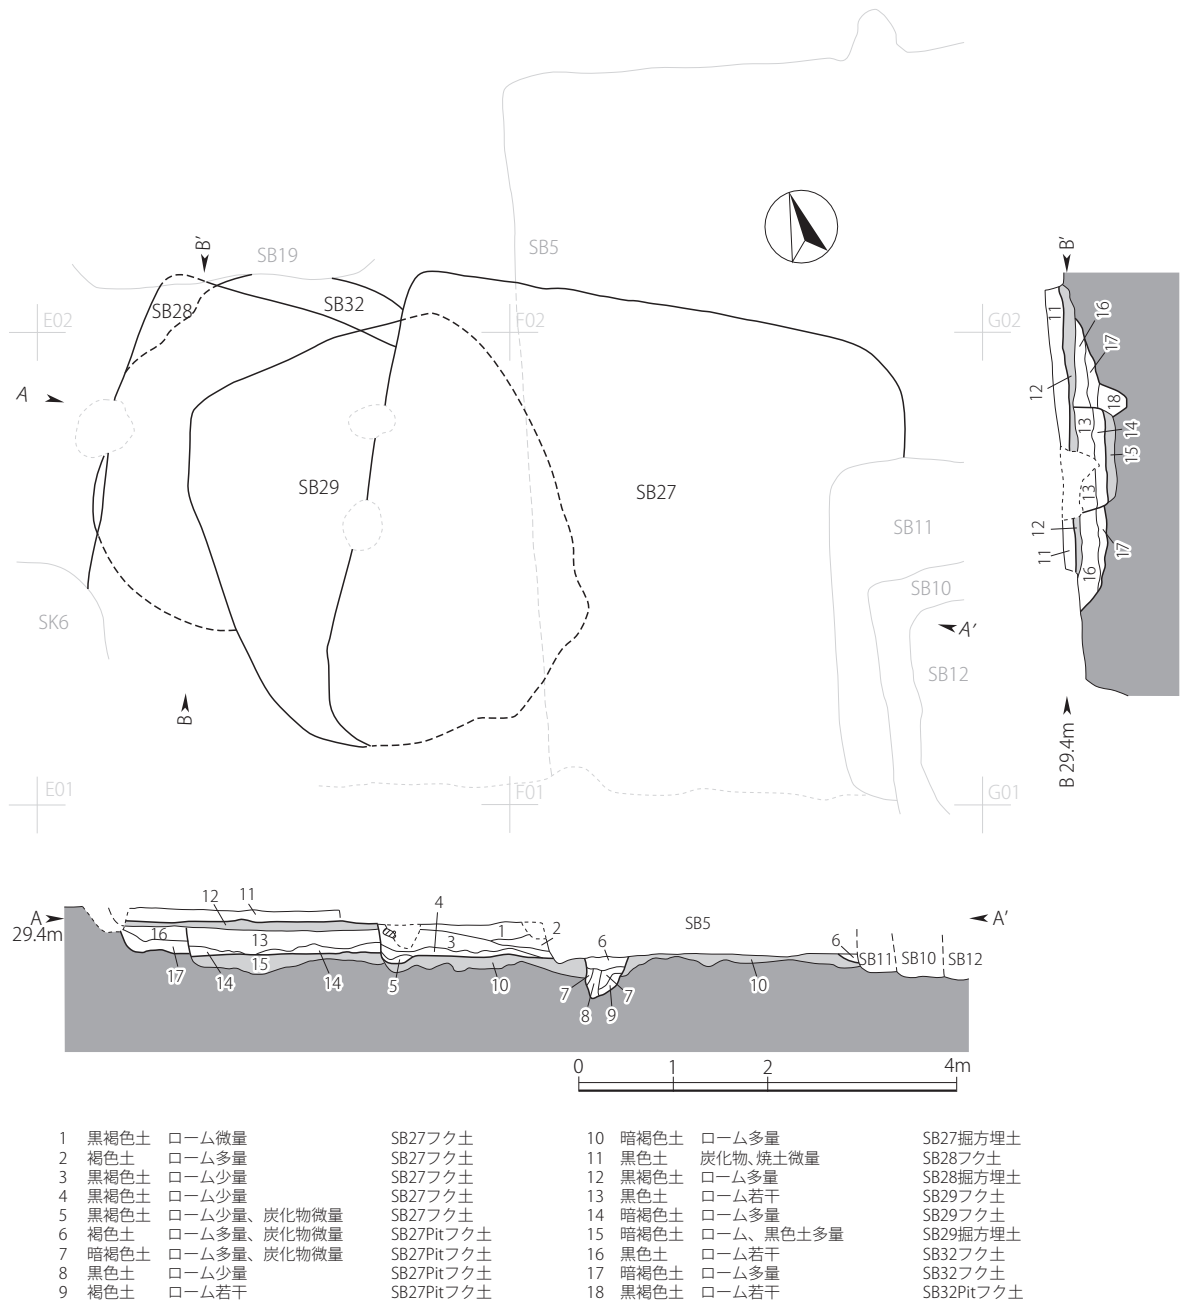 B'
SB19
SB5
B'
SB28
SB32
E02
F02
G02
11
16
17
A
12
18
13
14
15
SB29
SB27
13
SB11
12
17
11
16
SB10
SK6
A'
SB12
B
B 29.4m
E01
F01
G01
12
11
4
A
29.4m
SB5
A'
16
13
3
1
2
6
6
SB11
SB10
SB12
17
14
15
14
5
10
7
8
9
7
10
0 1 2 4m
1 黒褐色土 ローム微量 SB27フク土
2 褐色土 ローム多量 SB27フク土
3 黒褐色土 ローム少量 SB27フク土
4 黒褐色土 ローム少量 SB27フク土
5 黒褐色土 ローム少量、炭化物微量 SB27フク土
6 褐色土 ローム多量、炭化物微量 SB27Pitフク土
7 暗褐色土 ローム多量、炭化物微量 SB27Pitフク土
8 黒色土 ローム少量 SB27Pitフク土
9 褐色土 ローム若干 SB27Pitフク土
10 暗褐色土 ローム多量 SB27掘方埋土
11 黒色土 炭化物、焼土微量 SB28フク土
12 黒褐色土 ローム多量 SB28掘方埋土
13 黒色土 ローム若干 SB29フク土
14 暗褐色土 ローム多量 SB29フク土
15 暗褐色土 ローム、黒色土多量 SB29掘方埋土
16 黒色土 ローム若干 SB32フク土
17 暗褐色土 ローム多量 SB32フク土
18 黒褐色土 ローム若干 SB32Pitフク土